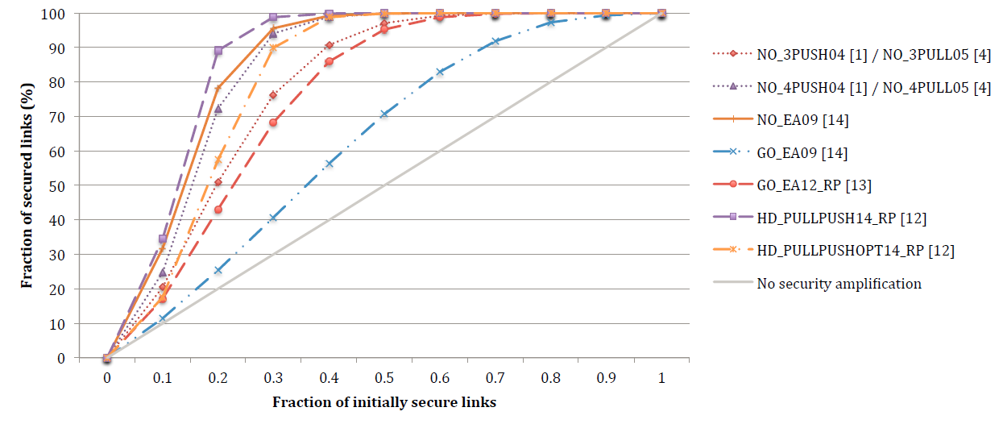 Fraction of secured links (%)
100
90
80
70
60
50
40
30
20
10
0
0 0.1 0.2 0.3 0.4 0.5 0.6 0.7 0.8 0.9 1
Fraction of initially secure links
NO_3PUSH04 [1] / NO_3PULL05 [4]
NO_4PUSH04 [1] / NO_4PULL05 [4]
NO_EA09 [14]
GO_EA09 [14]
GO_EA12_RP [13]
HD_PULLPUSH14_RP [12]
HD_PULLPUSHOPT14_RP [12]
No security amplification